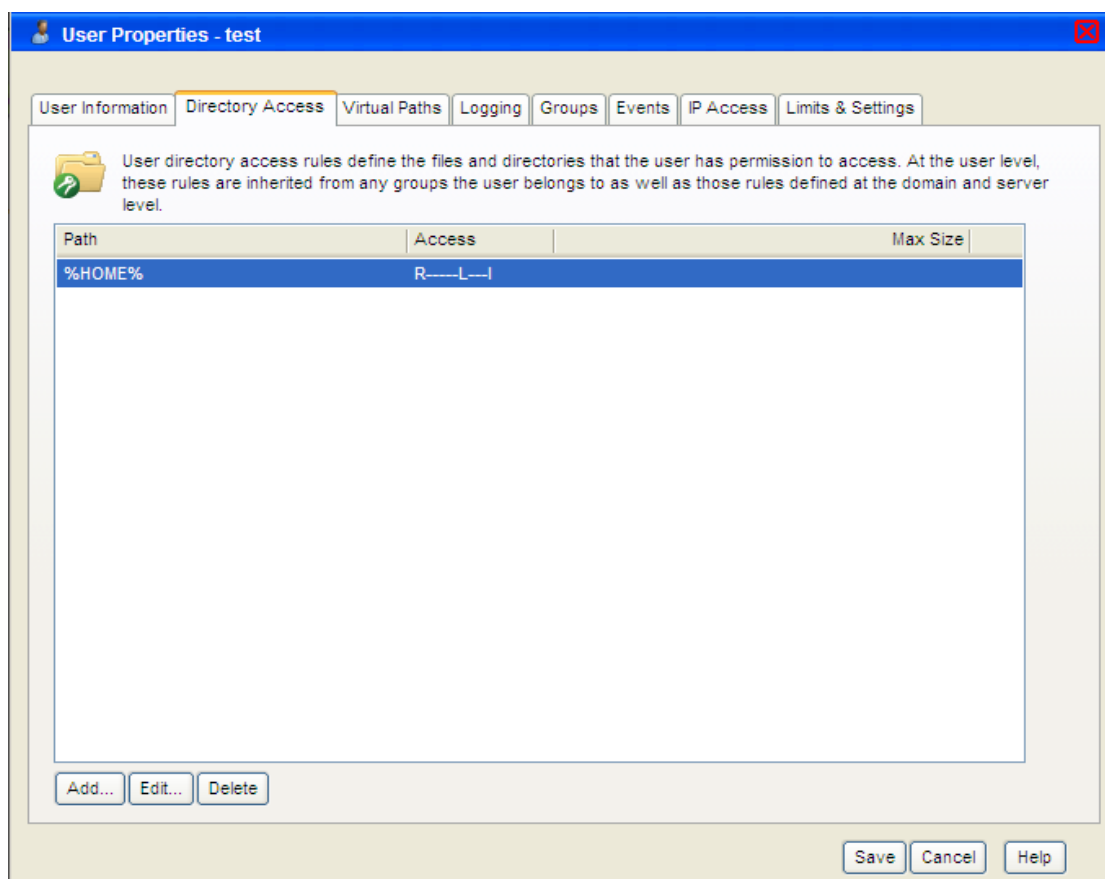 User Properties - test
User Information Directory Access Virtual Paths Logging Groups Events IP Access Limits & Settings
User directory access rules define the files and directories that the user has permission to access. At the user level,
these rules are inherited from any groups the user belongs to as well as those rules defined at the domain and server
level.
Path Access Max Size
%HOME% R-----L---I
Add... Edit... Delete
Save Cancel Help